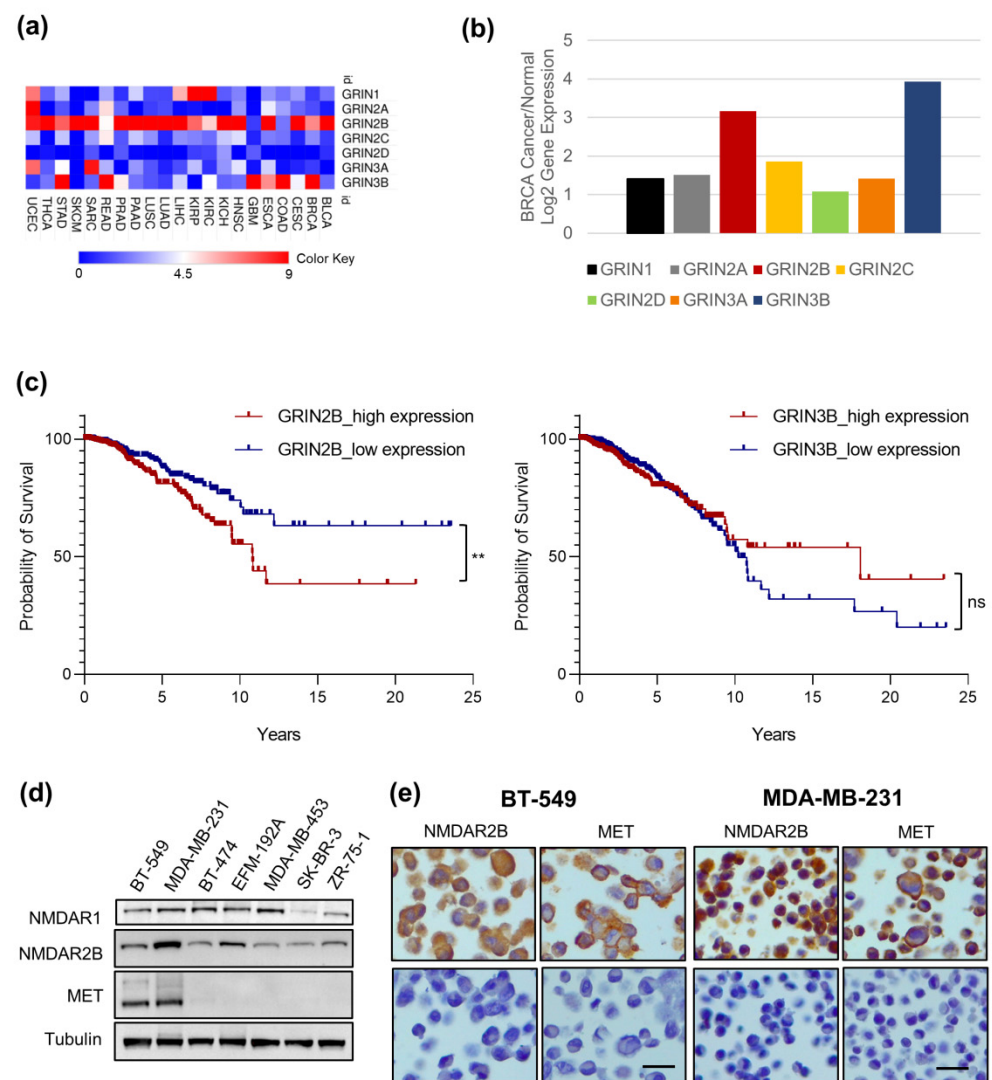 (a)
id:
GRIN1
GRIN2A
GRIN2B
GRIN2C
GRIN2D
GRIN3A
GRIN3B
id
UCEC
THCA
STAD
SKCM
SARC
READ
PRAD
PAAD
LUSC
LUAD
LIHC
KIRP
KIRC
KICH
HNSC
GBM
ESCA
COAD
CESC
BRCA
BLCA
Color Key
0 4.5 9
(b)
BRCA Cancer/Normal
Log2 Gene Expression
5
4
3
2
1
0
GRIN1 GRIN2A GRIN2B GRIN2C
GRIN2D GRIN3A GRIN3B
(c)
GRIN2B_high expression
GRIN2B_low expression
Probability of Survival
100
50
0
0 5 10 15 20 25
Years
**
GRIN3B_high expression
GRIN3B_low expression
Probability of Survival
100
50
0
0 5 10 15 20 25
Years
ns
(d)
BT-549
MDA-MB-231
BT-474
EFM-192A
MDA-MB-453
SK-BR-3
ZR-75-1
NMDAR1
NMDAR2B
MET
Tubulin
(e)
BT-549 MDA-MB-231
NMDAR2B MET NMDAR2B MET